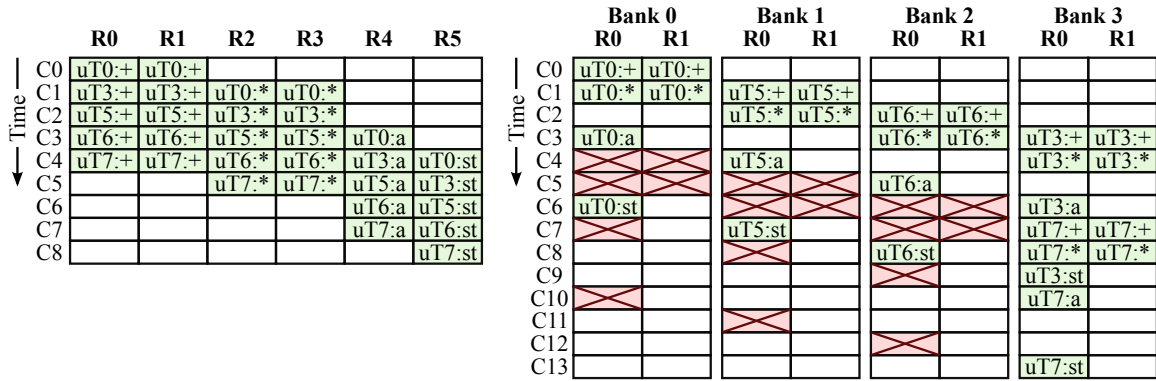 Bank 0 Bank 1 Bank 2 Bank 3
R0 R1 R2 R3 R4 R5 R0 R1 R0 R1 R0 R1 R0 R1
Time
C0 uT0:+ uT0:+
C1 uT3:+ uT3:+ uT0:* uT0:*
C2 uT5:+ uT5:+ uT3:* uT3:*
C3 uT6:+ uT6:+ uT5:* uT5:* uT0:a
C4 uT7:+ uT7:+ uT6:* uT6:* uT3:a uT0:st
C5 uT7:* uT7:* uT5:a uT3:st
C6 uT6:a uT5:st
C7 uT7:a uT6:st
C8 uT7:st
Time
C0 uT0:+ uT0:+
C1 uT0:* uT0:* uT5:+ uT5:+
C2 uT5:* uT5:* uT6:+ uT6:+
C3 uT0:a uT6:* uT6:* uT3:+ uT3:+
C4 uT5:a uT3:* uT3:*
C5 uT6:a
C6 uT0:st uT3:a
C7 uT5:st uT7:+ uT7:+
C8 uT6:st uT7:* uT7:*
C9 uT3:st
C10 uT7:a
C11
C12
C13 uT7:st